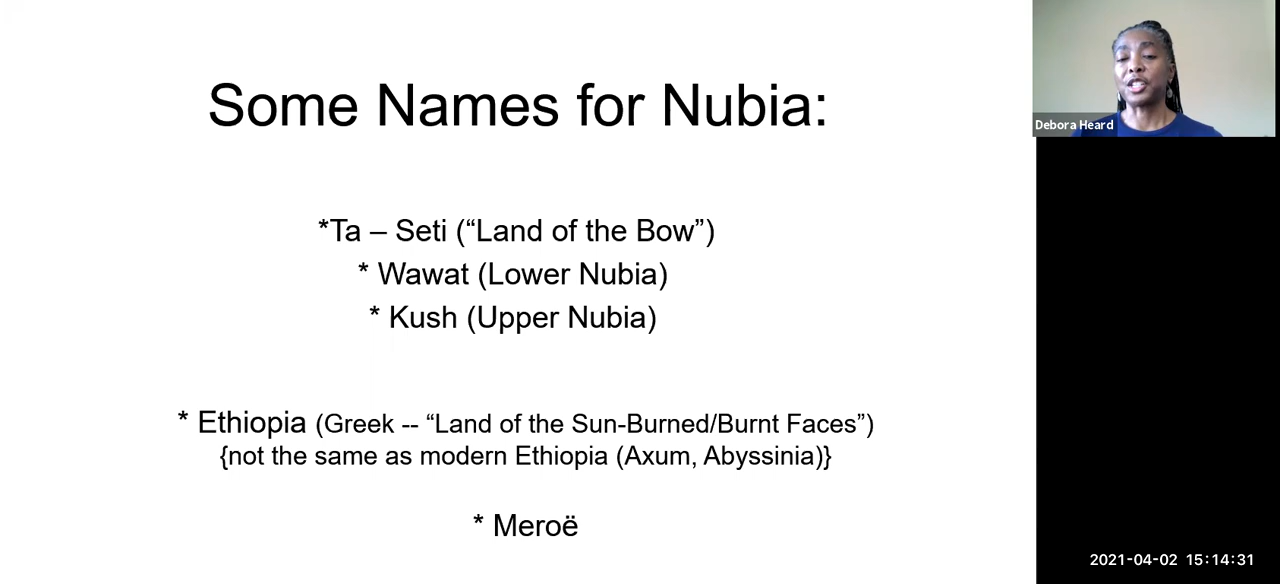 Some Names for Nubia:
*Ta – Seti (“Land of the Bow”)
* Wawat (Lower Nubia)
* Kush (Upper Nubia)
* Ethiopia (Greek -- “Land of the Sun-Burned/Burnt Faces”)
{not the same as modern Ethiopia (Axum, Abyssinia)}
* Meroë
Debora Heard
2021-04-02 15:14:31